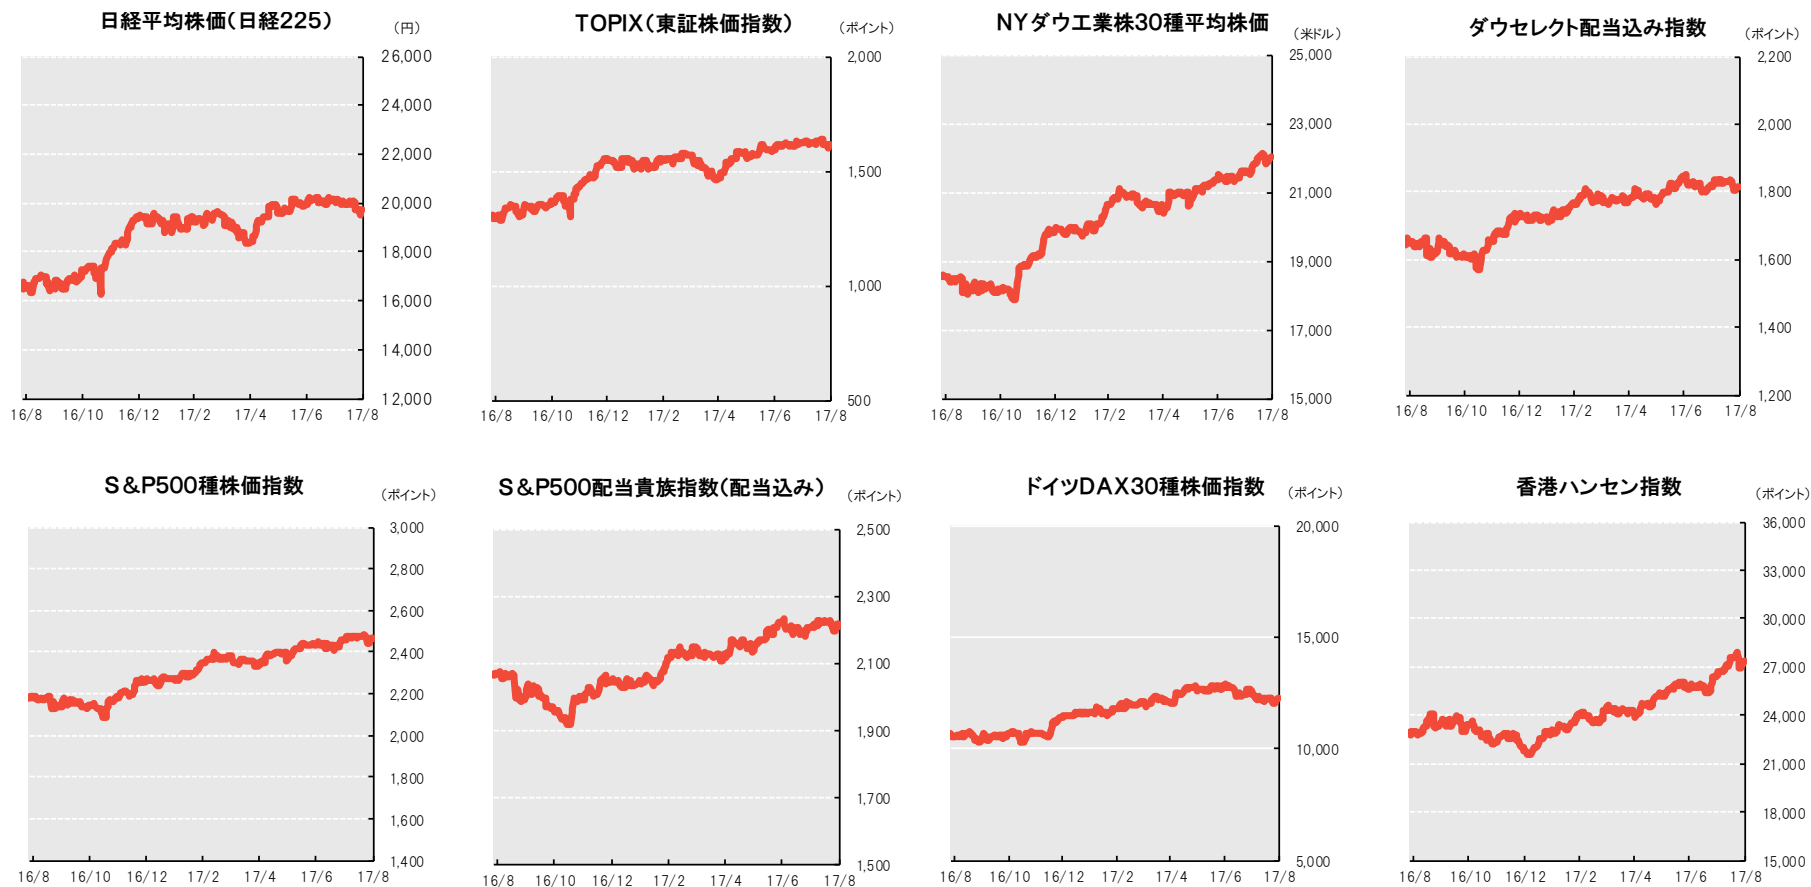 日経平均株価(日経225)
(円)
26,000
24,000
22,000
20,000
18,000
16,000
14,000
12,000
16/8 16/10 16/12 17/2 17/4 17/6 17/8
TOPIX(東証株価指数)
(ポイント)
2,000
1,500
1,000
500
16/8 16/10 16/12 17/2 17/4 17/6 17/8
NYダウ工業株30種平均株価
(米ドル)
25,000
23,000
21,000
19,000
17,000
15,000
16/8 16/10 16/12 17/2 17/4 17/6 17/8
ダウセレクト配当込み指数
(ポイント)
2,200
2,000
1,800
1,600
1,400
1,200
16/8 16/10 16/12 17/2 17/4 17/6 17/8
S&P500種株価指数
(ポイント)
3,000
2,800
2,600
2,400
2,200
2,000
1,800
1,600
1,400
16/8 16/10 16/12 17/2 17/4 17/6 17/8
S&P500配当貴族指数(配当込み)
(ポイント)
2,500
2,300
2,100
1,900
1,700
1,500
16/8 16/10 16/12 17/2 17/4 17/6 17/8
ドイツDAX30種株価指数
(ポイント)
20,000
15,000
10,000
5,000
16/8 16/10 16/12 17/2 17/4 17/6 17/8
香港ハンセン指数
(ポイント)
36,000
33,000
30,000
27,000
24,000
21,000
18,000
15,000
16/8 16/10 16/12 17/2 17/4 17/6 17/8